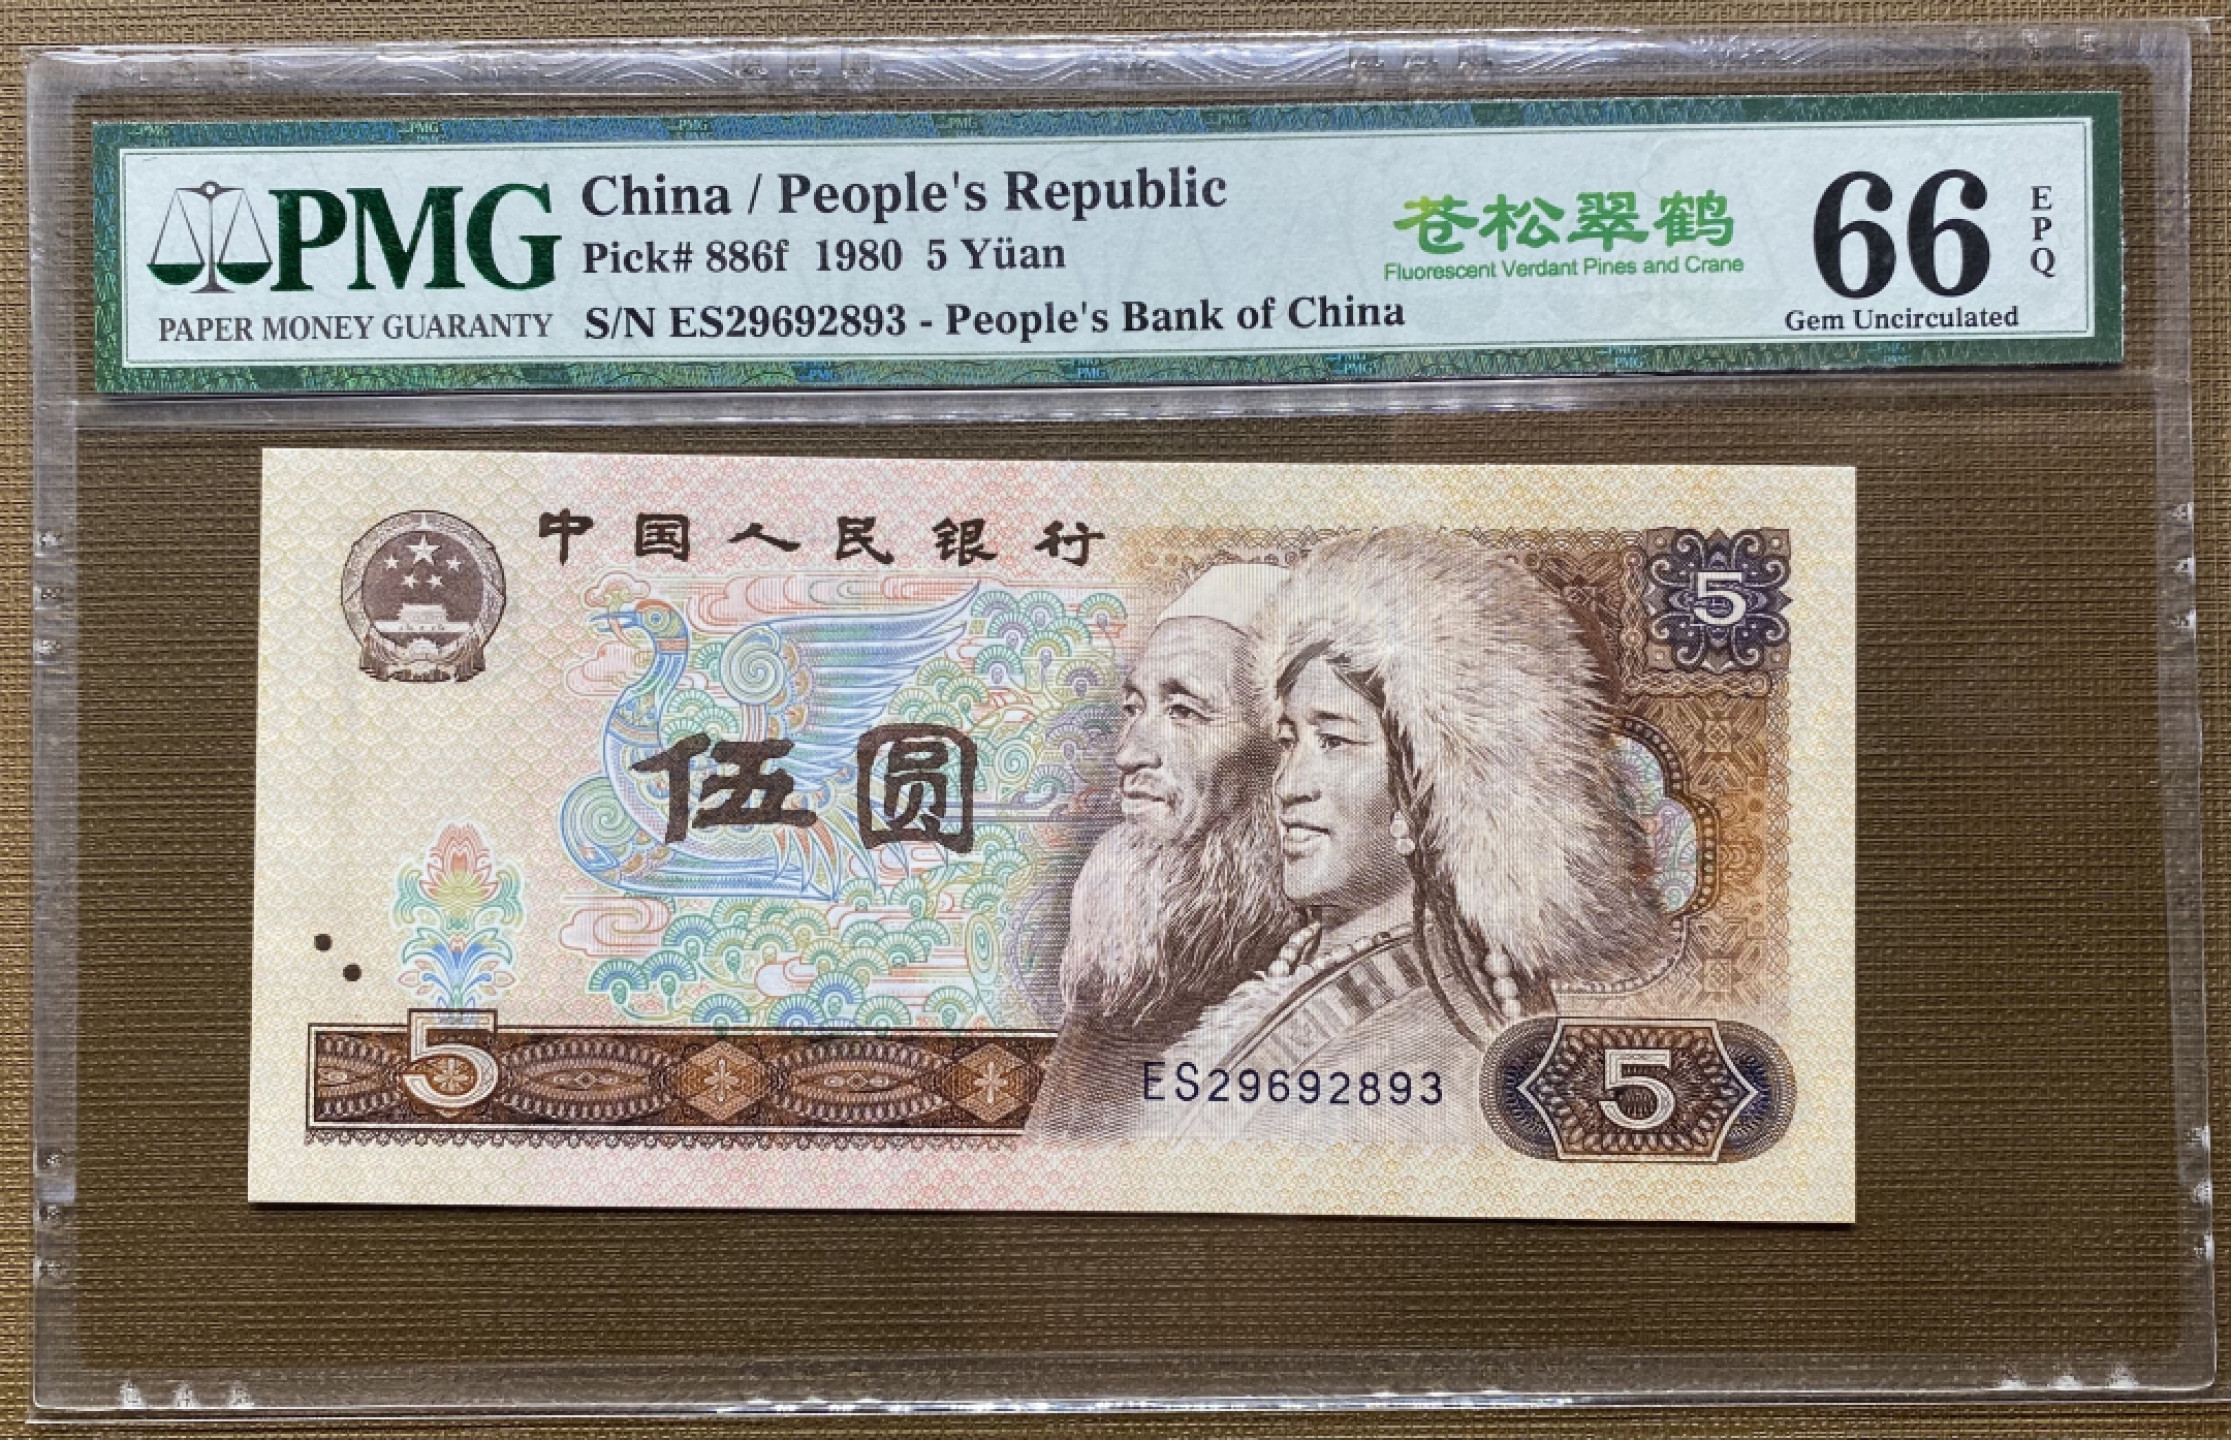 PMG
PAPER MONEY GUARANTY
China / People's Republic
Pick# 886f 1980 5 Yüan
S/N ES29692893 - People's Bank of China
苍松翠鹤
Fluorescent Verdant Pines and Crane
66
EPQ
Gem Uncirculated
中国人民银行
5
伍圆
5
ES29692893
5